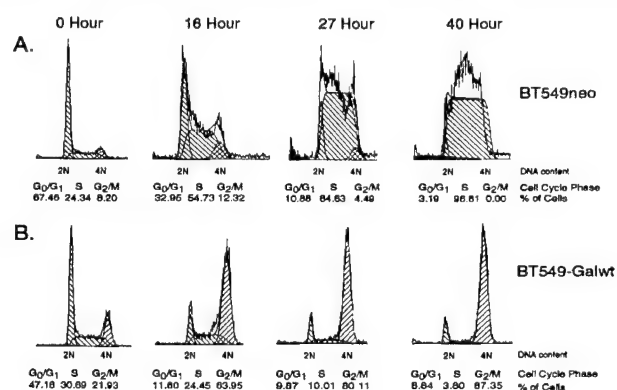 0 Hour 16 Hour 27 Hour 40 Hour
A.
BT549neo
2N 4N 2N 4N 2N 4N 2N 4N DNA content
G0/G1 S G2/M G0/G1 S G2/M G0/G1 S G2/M G0/G1 S G2/M Cell Cycle Phase
67.46 24.34 8.20 32.95 54.73 12.32 10.88 84.63 4.49 3.19 96.81 0.00 % of Cells
B.
BT549-Galwt
2N 4N 2N 4N 2N 4N 2N 4N DNA content
G0/G1 S G2/M G0/G1 S G2/M G0/G1 S G2/M G0/G1 S G2/M Cell Cycle Phase
47.18 30.89 21.93 11.60 24.45 63.95 9.87 10.01 80.11 8.84 3.80 87.35 % of Cells